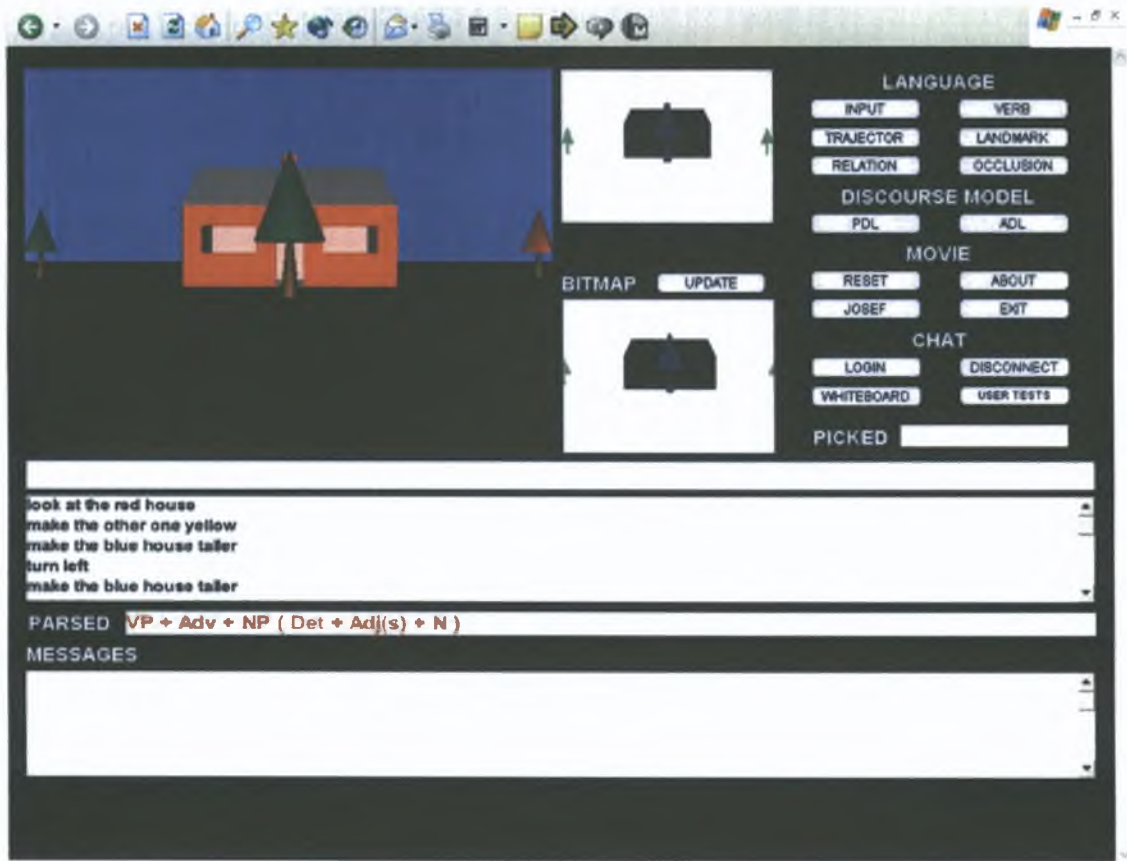 LANGUAGE
INPUT VERB
TRAJECTOR LANDMARK
RELATION OCCLUSION
DISCOURSE MODEL
PDL ADL
MOVIE
BITMAP UPDATE
RESET ABOUT
JOSEF EXIT
CHAT
LOGIN DISCONNECT
WHITEBOARD USER TESTS
PICKED
look at the red house
make the other one yellow
make the blue house taller
turn left
make the blue house taller
PARSED VP + Adv + NP ( Det + Adj(s) + N )
MESSAGES